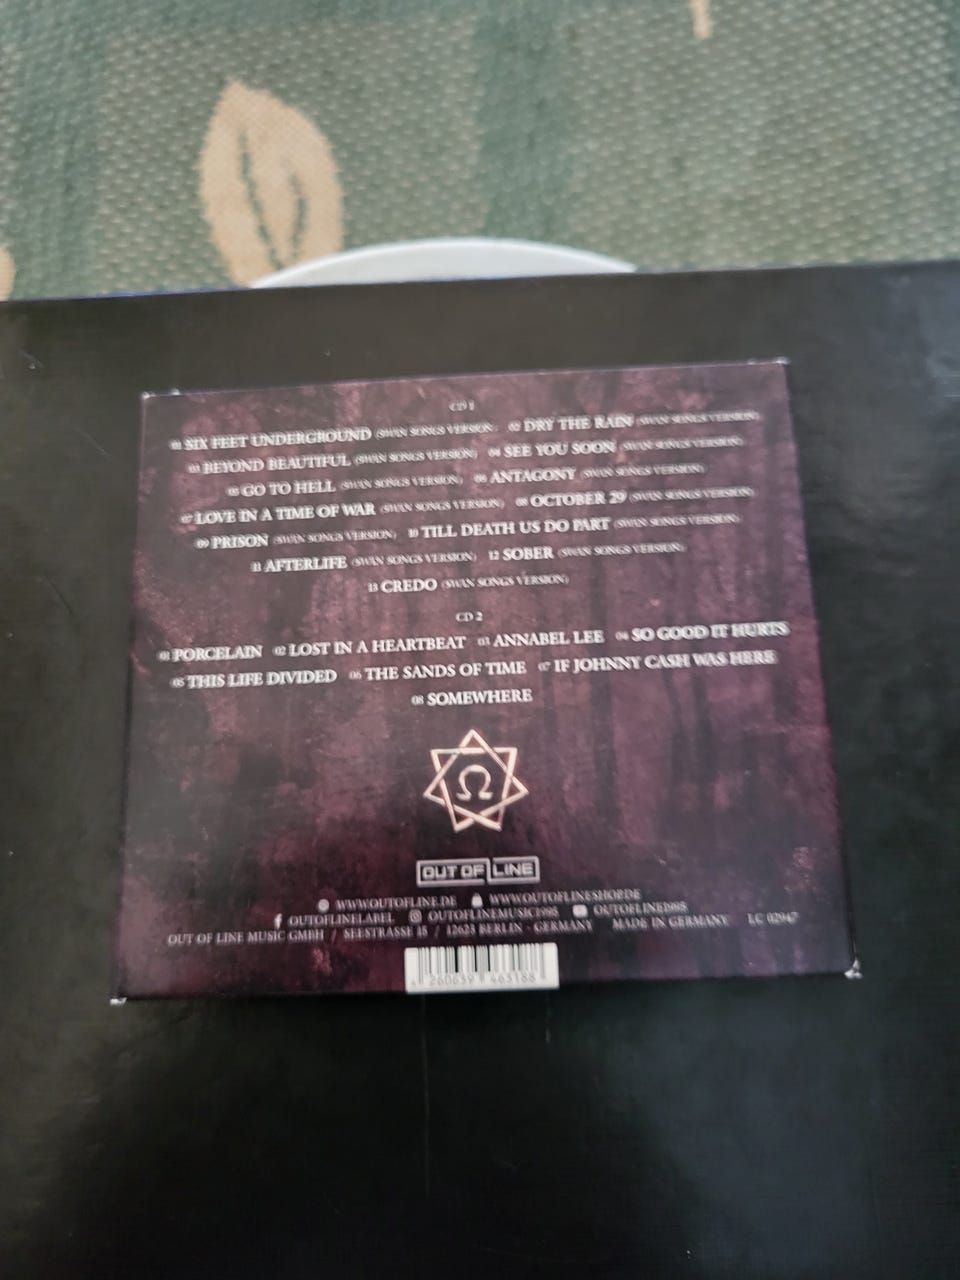 CD 1
01 SIX FEET UNDERGROUND (SWAN SONGS VERSION) 02 DRY THE RAIN (SWAN SONGS VERSION)
03 BEYOND BEAUTIFUL (SWAN SONGS VERSION) 04 SEE YOU SOON (SWAN SONGS VERSION)
05 GO TO HELL (SWAN SONGS VERSION) 06 ANTAGONY (SWAN SONGS VERSION)
07 LOVE IN A TIME OF WAR (SWAN SONGS VERSION) 08 OCTOBER 29 (SWAN SONGS VERSION)
09 PRISON (SWAN SONGS VERSION) 10 TILL DEATH US DO PART (SWAN SONGS VERSION)
11 AFTERLIFE (SWAN SONGS VERSION) 12 SOBER (SWAN SONGS VERSION)
13 CREDO (SWAN SONGS VERSION)
CD 2
01 PORCELAIN 02 LOST IN A HEARTBEAT 03 ANNABEL LEE 04 SO GOOD IT HURTS
05 THIS LIFE DIVIDED 06 THE SANDS OF TIME 07 IF JOHNNY CASH WAS HERE
08 SOMEWHERE
Ω
OUT OF LINE
WWW.OUTOFLINE.DE WWW.OUTOFLINESHOP.DE
OUTOFLINELABEL OUTOFLINEMUSIC1995 OUTOFLINE1995
OUT OF LINE MUSIC GMBH / SEESTRASSE 15 / 12623 BERLIN - GERMANY MADE IN GERMANY LC 02947
4 260639 463188